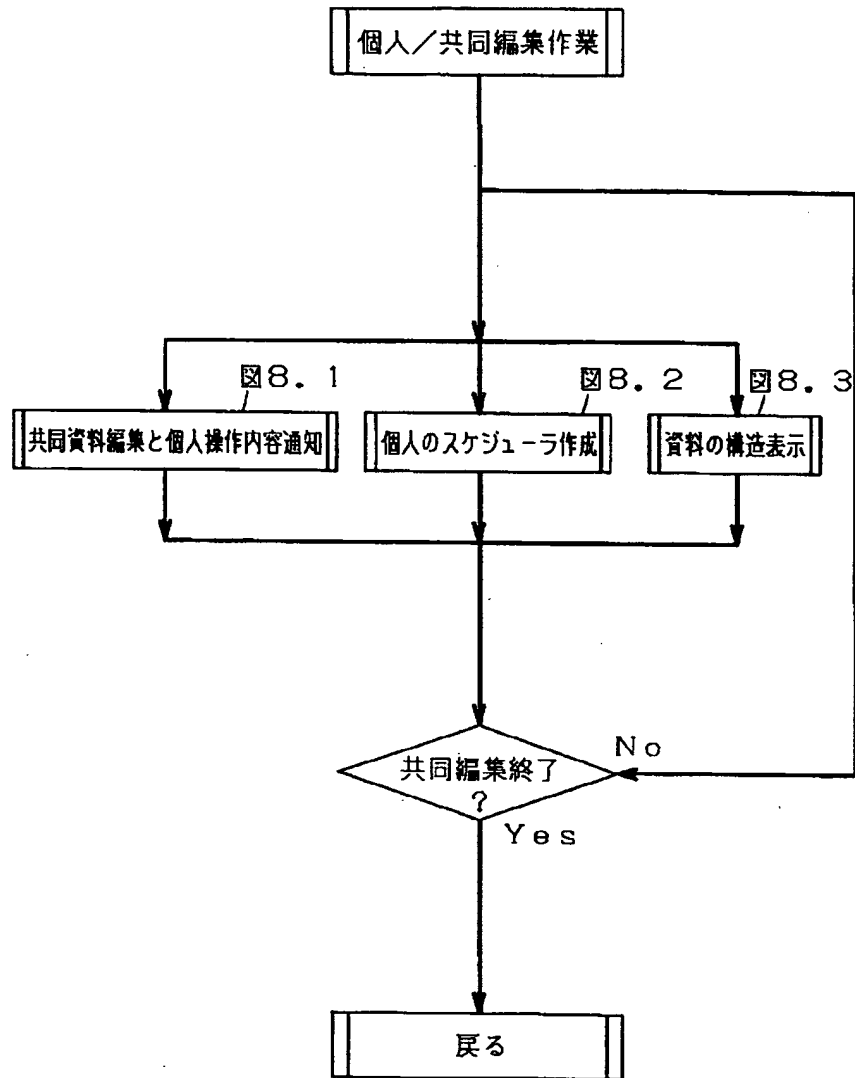 個人／共同編集作業
図８．１
図８．２
図８．３
共同資料編集と個人操作内容通知
個人のスケジューラ作成
資料の構造表示
共同編集終了
？
Ｎｏ
Ｙｅｓ
戻る